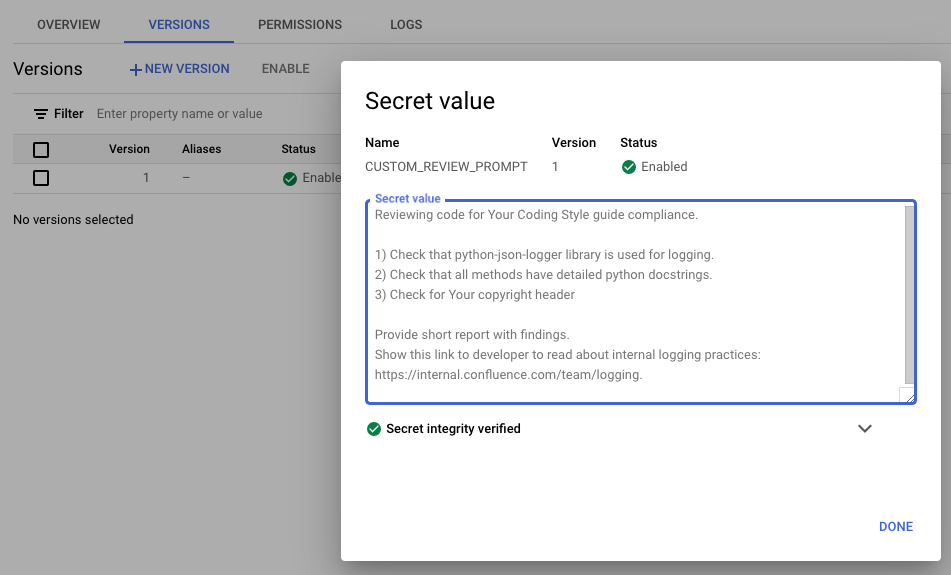 OVERVIEW VERSIONS PERMISSIONS LOGS
Versions + NEW VERSION ENABLE
Filter Enter property name or value
Version Aliases Status
1 – Enable
No versions selected
Secret value
Name Version Status
CUSTOM_REVIEW_PROMPT 1 Enabled
Secret value
Reviewing code for Your Coding Style guide compliance.
1) Check that python-json-logger library is used for logging.
2) Check that all methods have detailed python docstrings.
3) Check for Your copyright header
Provide short report with findings.
Show this link to developer to read about internal logging practices:
https://internal.confluence.com/team/logging.
Secret integrity verified
DONE